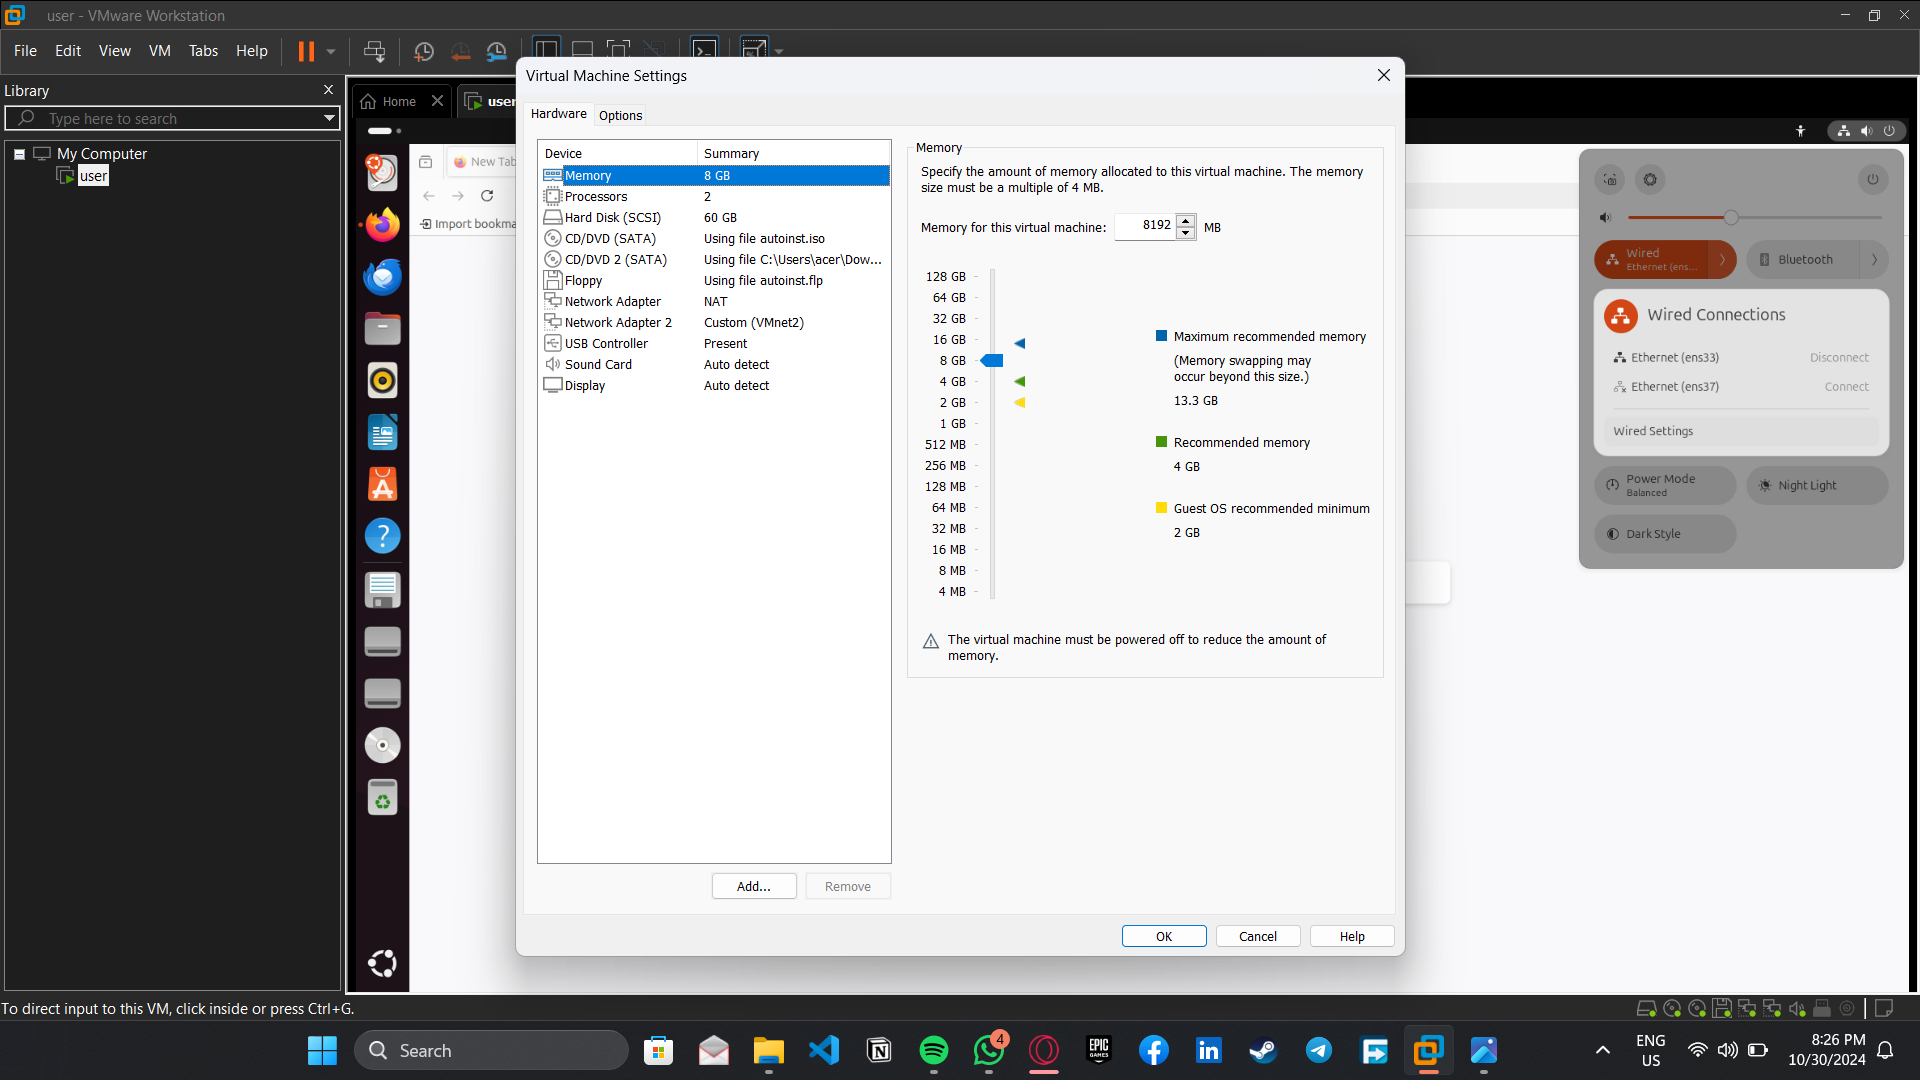 user - VMware Workstation
File Edit View VM Tabs Help
Library
Type here to search
My Computer
user
Home
user
New Tab
Import bookma
Virtual Machine Settings
Hardware Options
Device Summary
Memory 8 GB
Processors 2
Hard Disk (SCSI) 60 GB
CD/DVD (SATA) Using file autoinst.iso
CD/DVD 2 (SATA) Using file C:\Users\acer\Dow...
Floppy Using file autoinst.flp
Network Adapter NAT
Network Adapter 2 Custom (VMnet2)
USB Controller Present
Sound Card Auto detect
Display Auto detect
Add... Remove
Memory
Specify the amount of memory allocated to this virtual machine. The memory
size must be a multiple of 4 MB.
Memory for this virtual machine: 8192 MB
128 GB
64 GB
32 GB
16 GB
8 GB
4 GB
2 GB
1 GB
512 MB
256 MB
128 MB
64 MB
32 MB
16 MB
8 MB
4 MB
Maximum recommended memory
(Memory swapping may
occur beyond this size.)
13.3 GB
Recommended memory
4 GB
Guest OS recommended minimum
2 GB
The virtual machine must be powered off to reduce the amount of
memory.
OK Cancel Help
Wired
Ethernet (ens...
Bluetooth
Wired Connections
Ethernet (ens33) Disconnect
Ethernet (ens37) Connect
Wired Settings
Power Mode
Balanced
Night Light
Dark Style
To direct input to this VM, click inside or press Ctrl+G.
Search
4
EPIC
GAMES
ENG
US
8:26 PM
10/30/2024